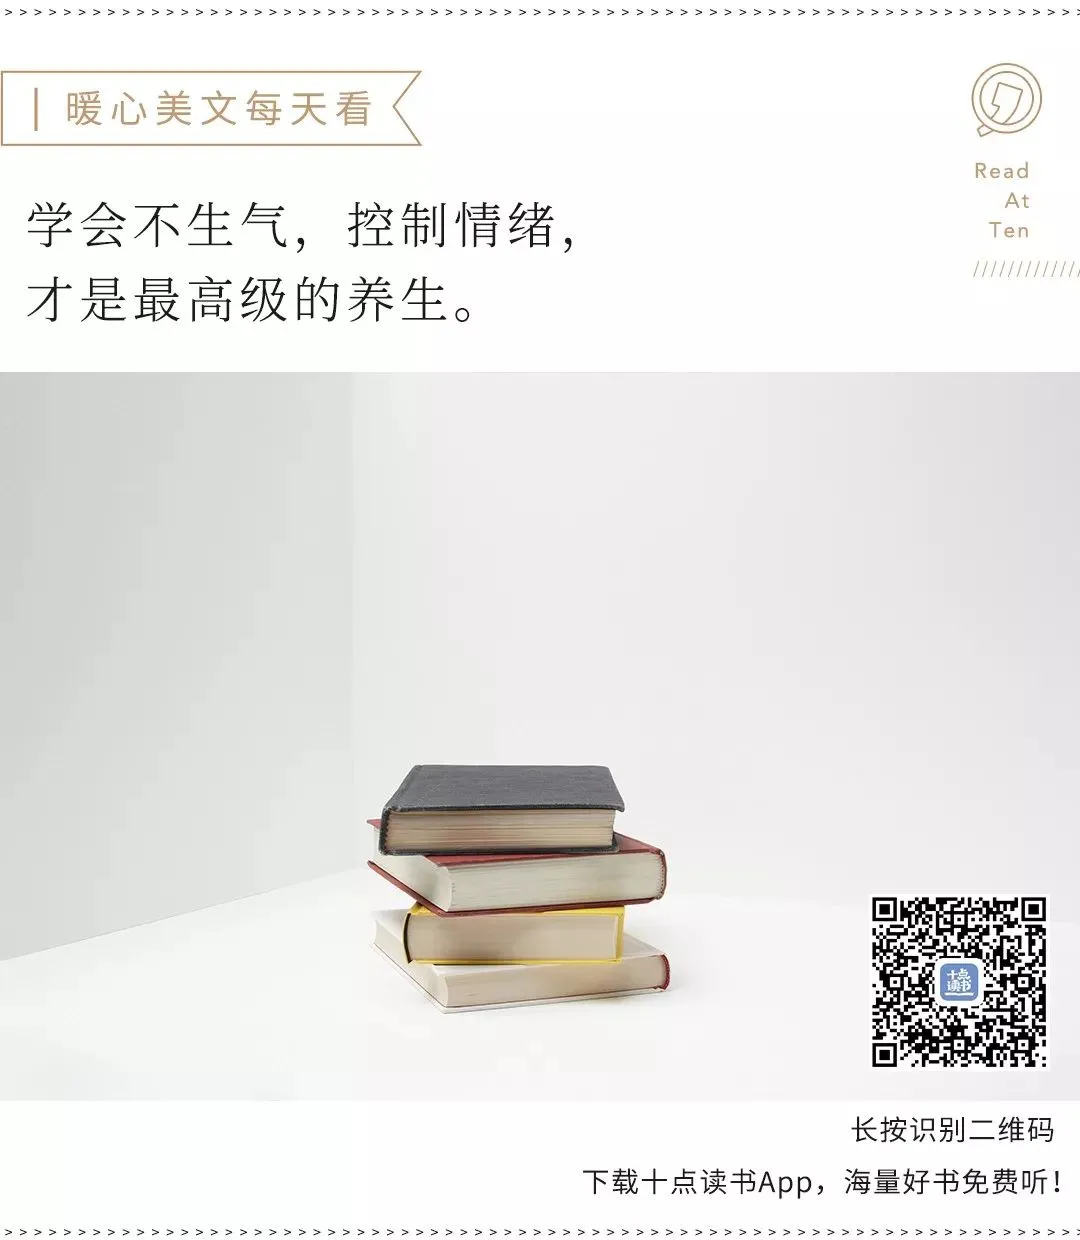 暖心美文每天看
Read
At
Ten
学会不生气，控制情绪，
才是最高级的养生。
十点
读书
长按识别二维码
下载十点读书App，海量好书免费听！